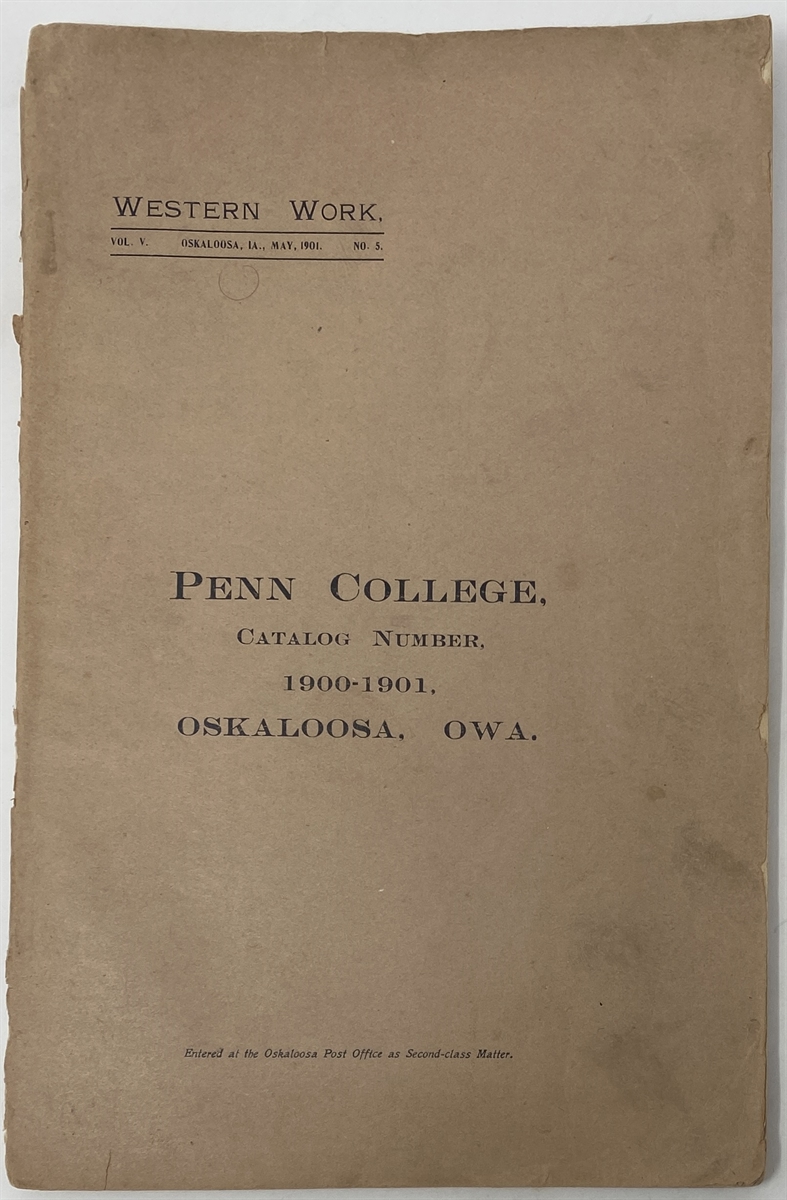 WESTERN WORK,
VOL. V. OSKALOOSA, IA., MAY, 1901. NO. 5.
PENN COLLEGE,
CATALOG NUMBER,
1900-1901,
OSKALOOSA, OWA.
Entered at the Oskaloosa Post Office as Second-class Matter.